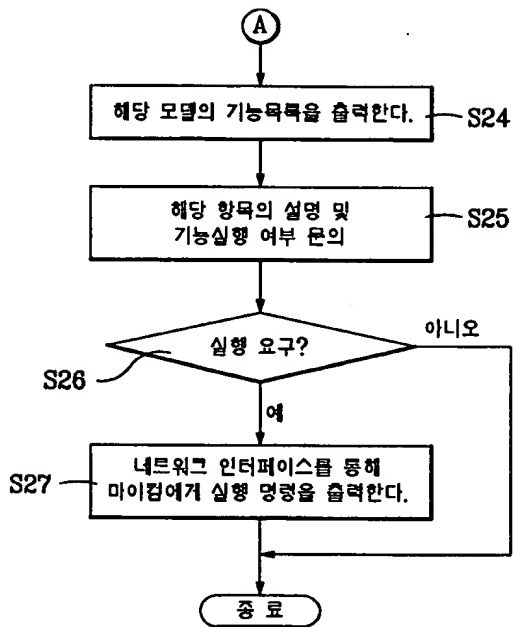 A
해당 모델의 기능목록을 출력한다.
S24
해당 항목의 설명 및
기능실행 여부 문의
S25
실행 요구?
아니오
S26
예
네트워크 인터페이스를 통해
마이컴에게 실행 명령을 출력한다.
S27
종 료